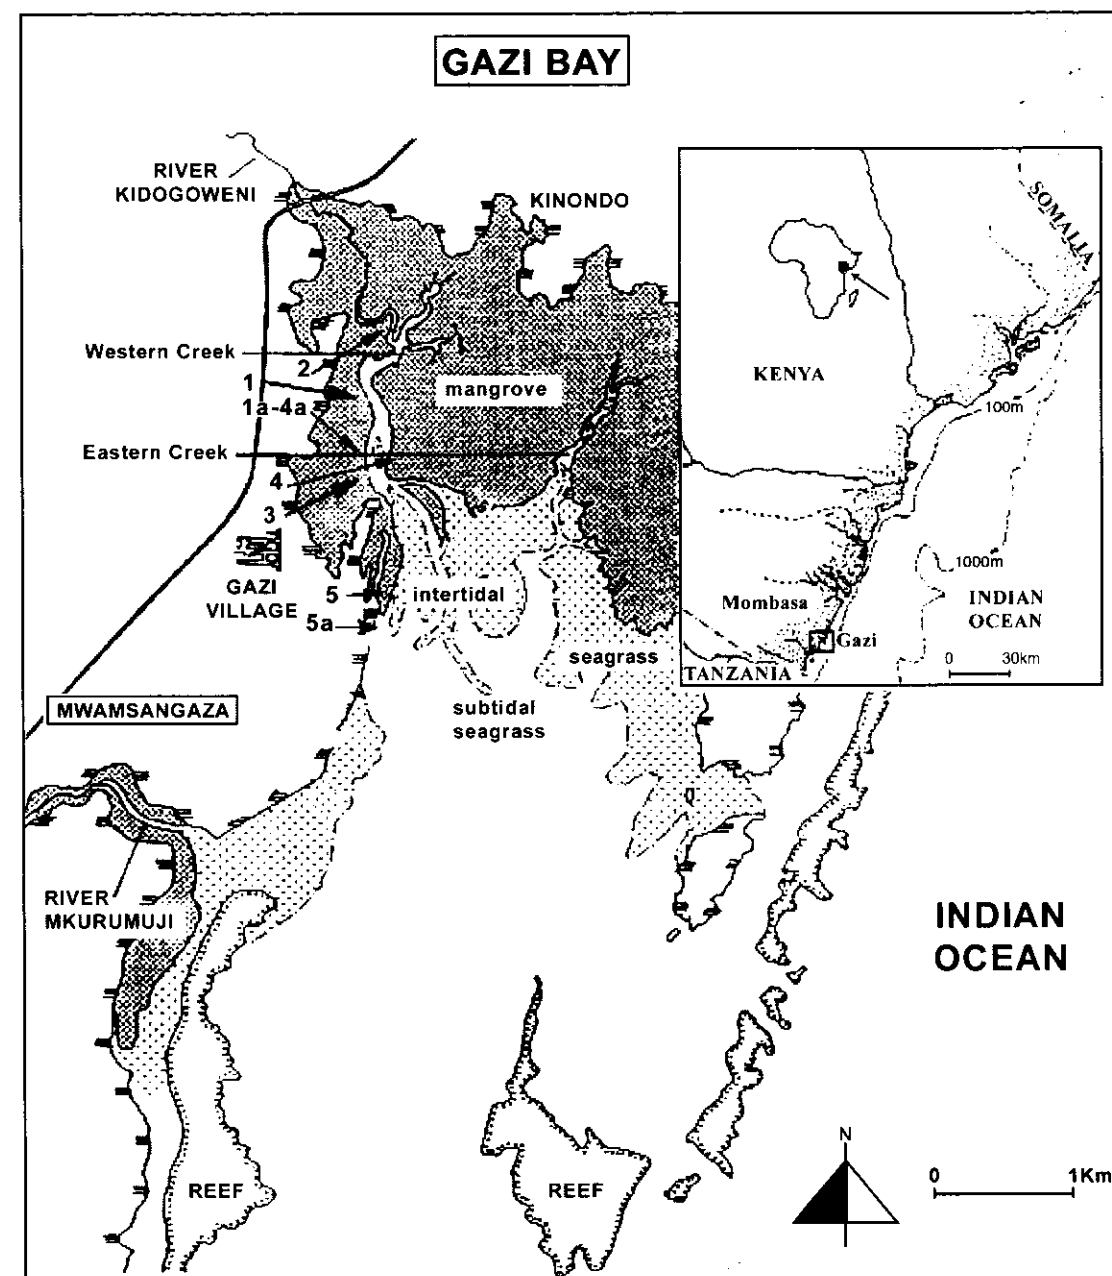 GAZI BAY
RIVER
KIDOGOWENI
KINONDO
Western Creek
2
1
1a-4a
mangrove
Eastern Creek
4
3
GAZI
VILLAGE
5
5a
intertidal
seagrass
subtidal
seagrass
MWAMSANGAZA
RIVER
MKURUMUJI
REEF
REEF
INDIAN
OCEAN
N
0 1Km
SOMALIA
KENYA
100m
1000m
Mombasa
INDIAN
OCEAN
Gazi
0 30km
TANZANIA